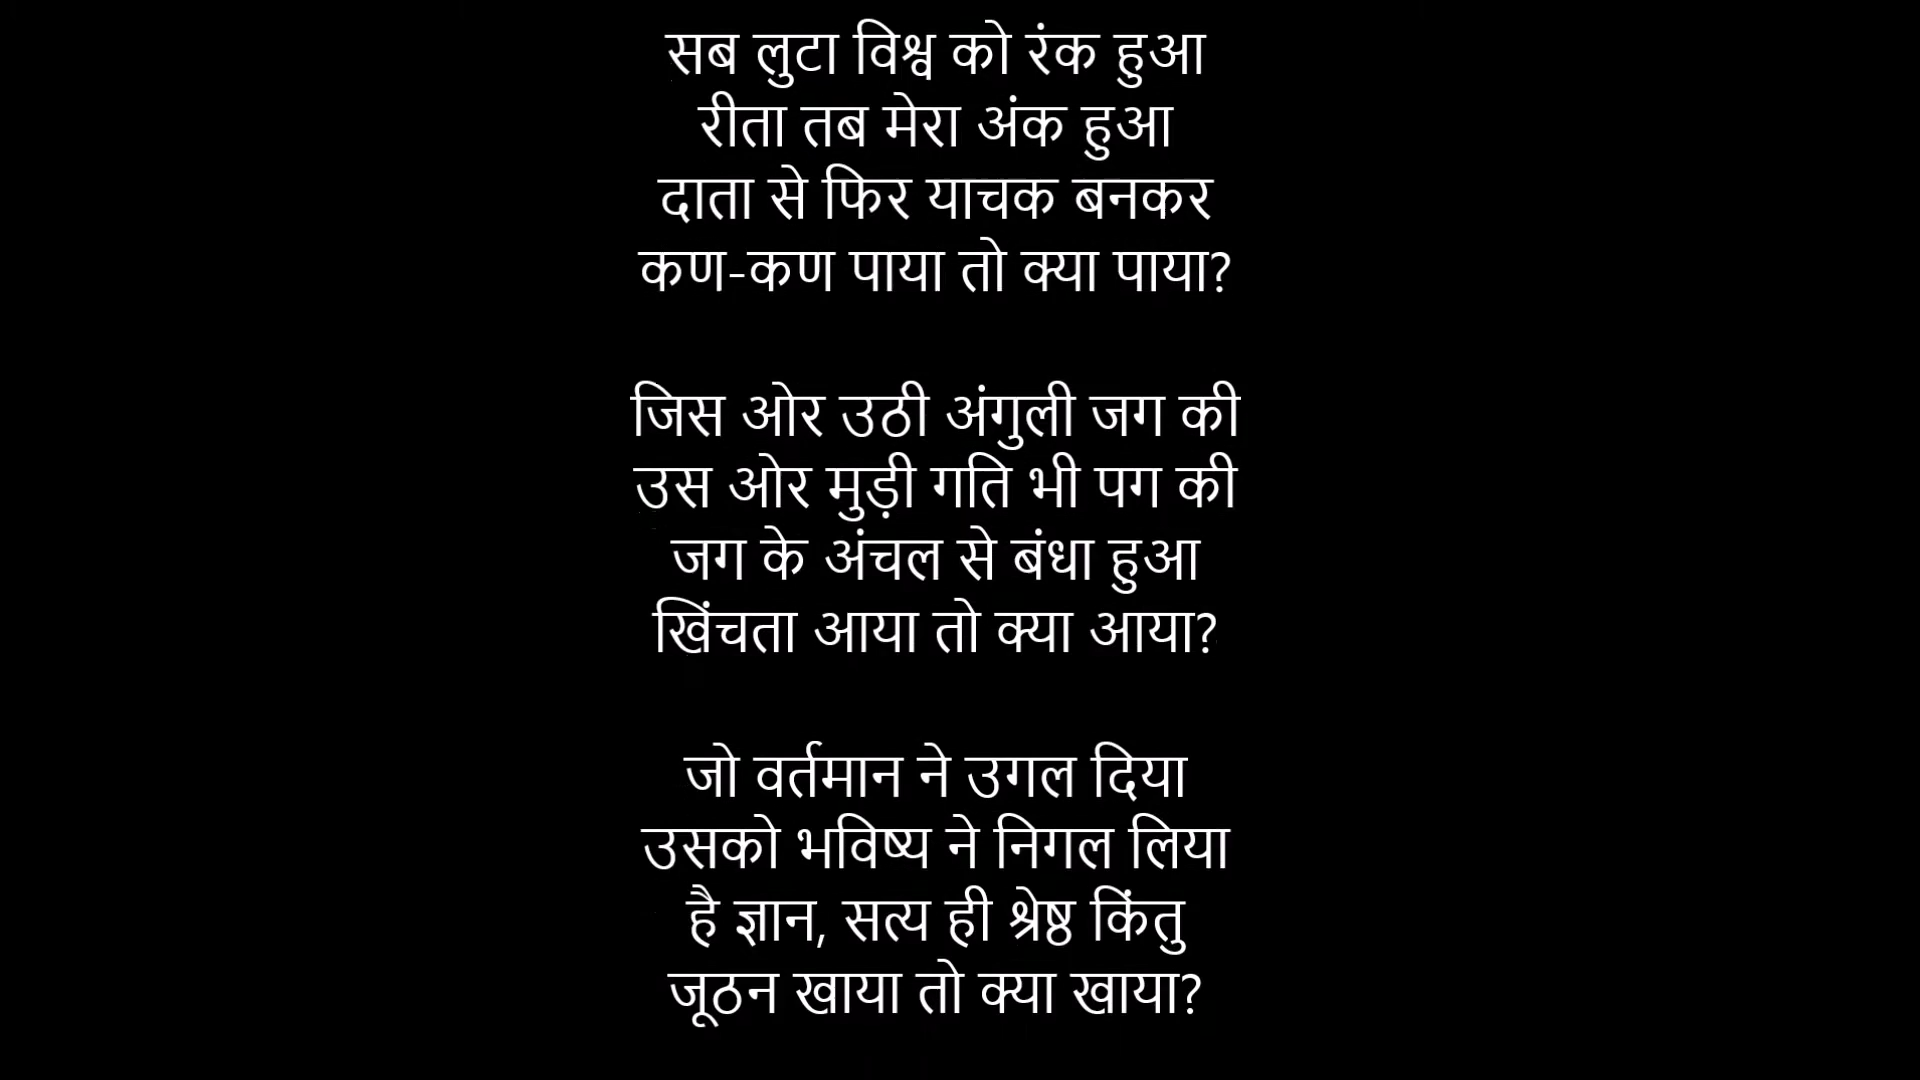 सब लुटा विश्व को रंक हुआ
रीता तब मेरा अंक हुआ
दाता से फिर याचक बनकर
कण-कण पाया तो क्या पाया?
जिस ओर उठी अंगुली जग की
उस ओर मुड़ी गति भी पग की
जग के अंचल से बंधा हुआ
खिंचता आया तो क्या आया?
जो वर्तमान ने उगल दिया
उसको भविष्य ने निगल लिया
है ज्ञान, सत्य ही श्रेष्ठ किंतु
जूठन खाया तो क्या खाया?